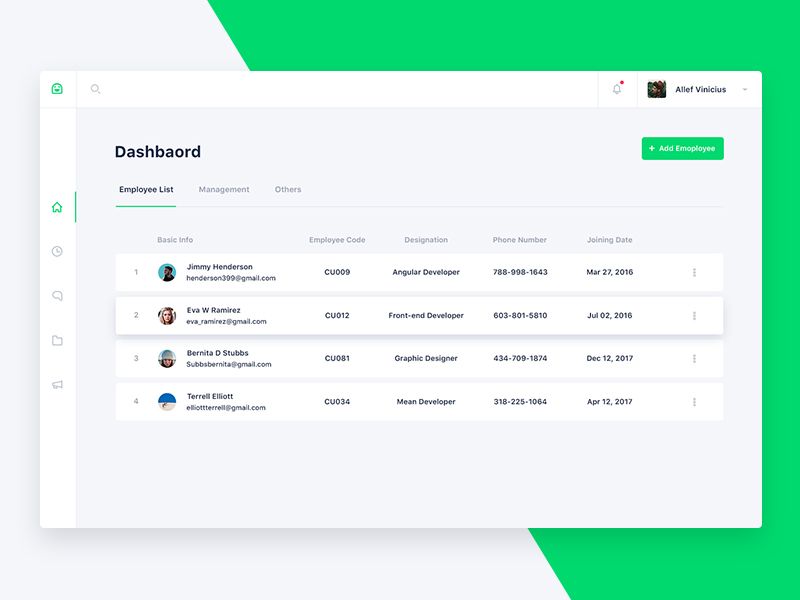 Allef Vinicius
Dashbaord
+ Add Emoployee
Employee List Management Others
Basic Info Employee Code Designation Phone Number Joining Date
1 Jimmy Henderson CU009 Angular Developer 788-998-1643 Mar 27, 2016
henderson399@gmail.com
2 Eva W Ramirez CU012 Front-end Developer 603-801-5810 Jul 02, 2016
eva_ramirez@gmail.com
3 Bernita D Stubbs CU081 Graphic Designer 434-709-1874 Dec 12, 2017
Subbsbernita@gmail.com
4 Terrell Elliott CU034 Mean Developer 318-225-1064 Apr 12, 2017
elliottterrell@gmail.com